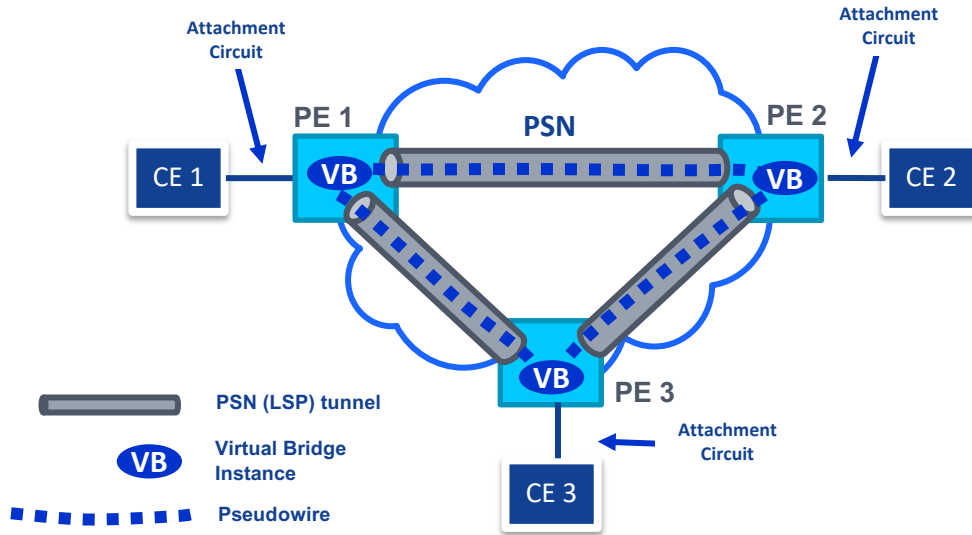 Attachment
Circuit
Attachment
Circuit
PE 1
PSN
PE 2
CE 1
VB
VB
CE 2
VB
PE 3
PSN (LSP) tunnel
Attachment
Circuit
VB
Virtual Bridge
Instance
CE 3
Pseudowire